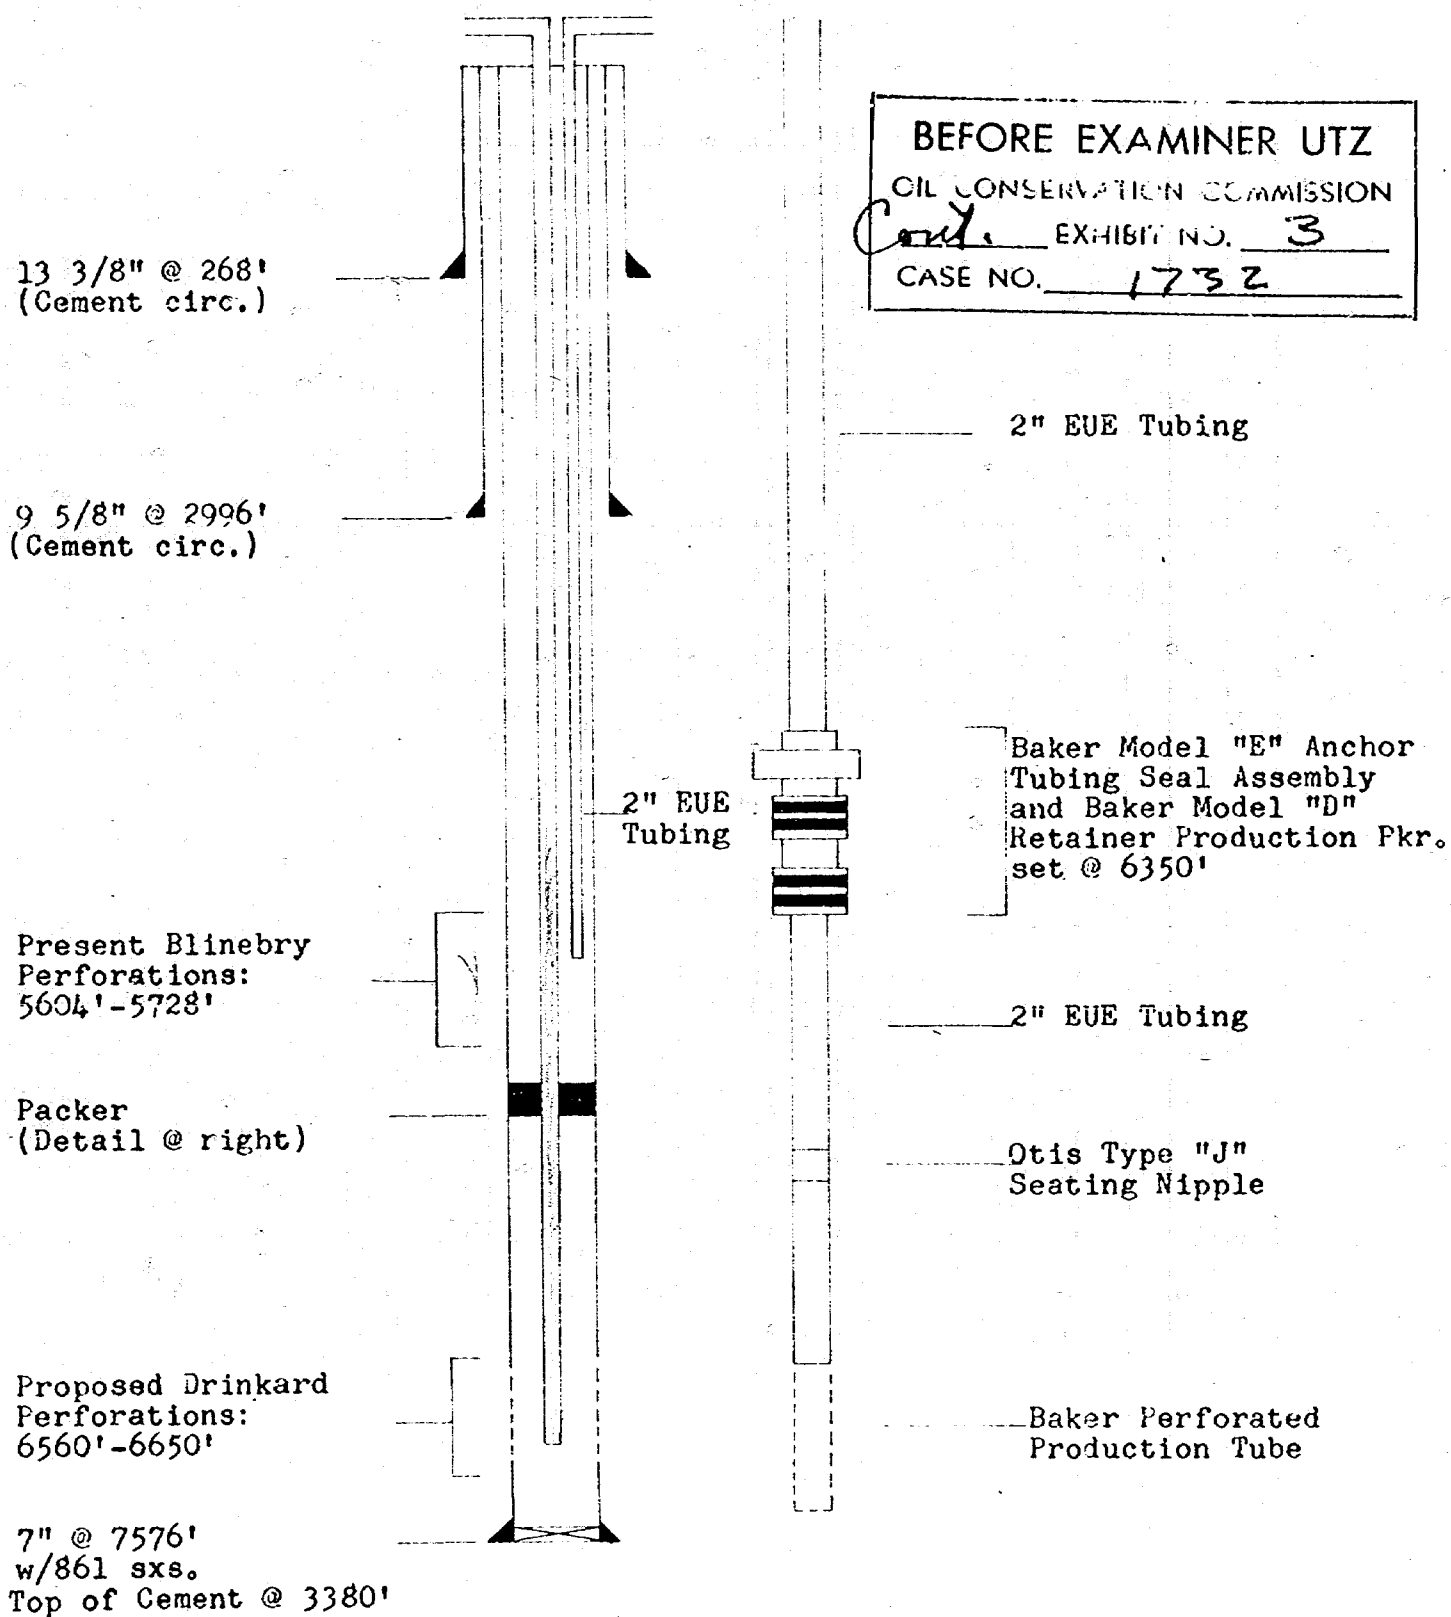 BEFORE EXAMINER UTZ
OIL CONSERVATION COMMISSION
Cont. EXHIBIT NO. 3
CASE NO. 1732
13 3/8" @ 268'
(Cement circ.)
2" EUE Tubing
9 5/8" @ 2996'
(Cement circ.)
Baker Model "E" Anchor
Tubing Seal Assembly
and Baker Model "D"
Retainer Production Pkr.
set @ 6350'
2" EUE
Tubing
Present Blinebry
Perforations:
5604'-5728'
2" EUE Tubing
Packer
(Detail @ right)
Otis Type "J"
Seating Nipple
Proposed Drinkard
Perforations:
6560'-6650'
Baker Perforated
Production Tube
7" @ 7576'
w/861 sxs.
Top of Cement @ 3380'